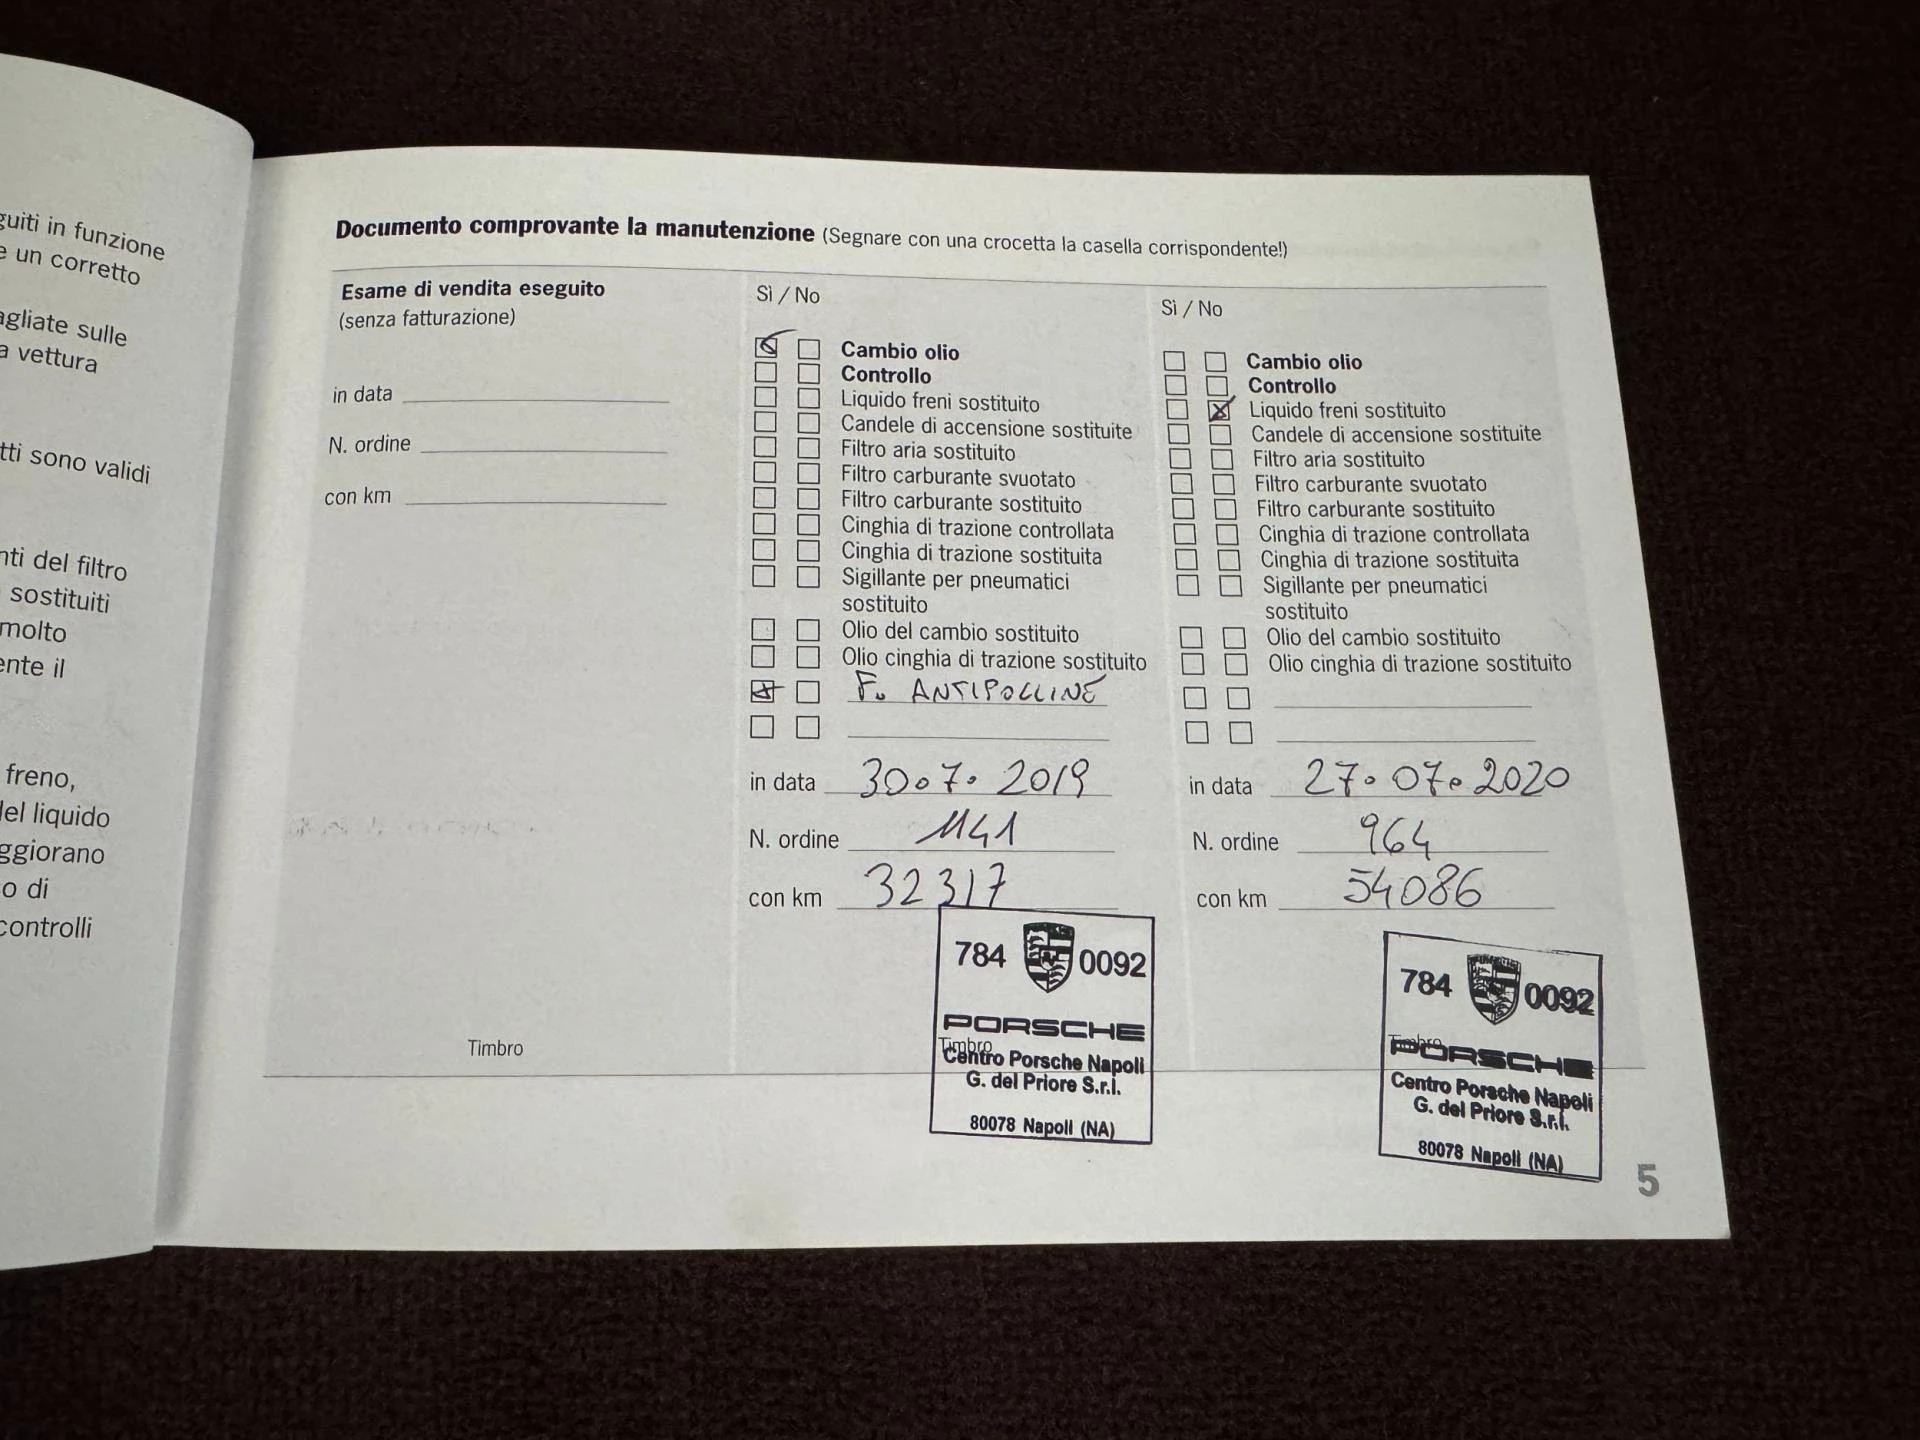 guiti in funzione
e un corretto
agliate sulle
a vettura
tti sono validi
nti del filtro
sostituiti
molto
ente il
freno,
del liquido
ggiorano
o di
controlli
Documento comprovante la manutenzione (Segnare con una crocetta la casella corrispondente!)
Esame di vendita eseguito
(senza fatturazione)
in data
N. ordine
con km
Timbro
Sì / No
Cambio olio
Controllo
Liquido freni sostituito
Candele di accensione sostituite
Filtro aria sostituito
Filtro carburante svuotato
Filtro carburante sostituito
Cinghia di trazione controllata
Cinghia di trazione sostituita
Sigillante per pneumatici
sostituito
Olio del cambio sostituito
Olio cinghia di trazione sostituito
F. ANTIPOLLINE
in data 30.7.2019
N. ordine 1141
con km 32317
784 0092
PORSCHE
Timbro
Centro Porsche Napoli
G. del Priore S.r.l.
80078 Napoli (NA)
Sì / No
Cambio olio
Controllo
Liquido freni sostituito
Candele di accensione sostituite
Filtro aria sostituito
Filtro carburante svuotato
Filtro carburante sostituito
Cinghia di trazione controllata
Cinghia di trazione sostituita
Sigillante per pneumatici
sostituito
Olio del cambio sostituito
Olio cinghia di trazione sostituito
in data 27.07.2020
N. ordine 964
con km 54086
784 0092
Timbro
PORSCHE
Centro Porsche Napoli
G. del Priore S.r.l.
80078 Napoli (NA)
5